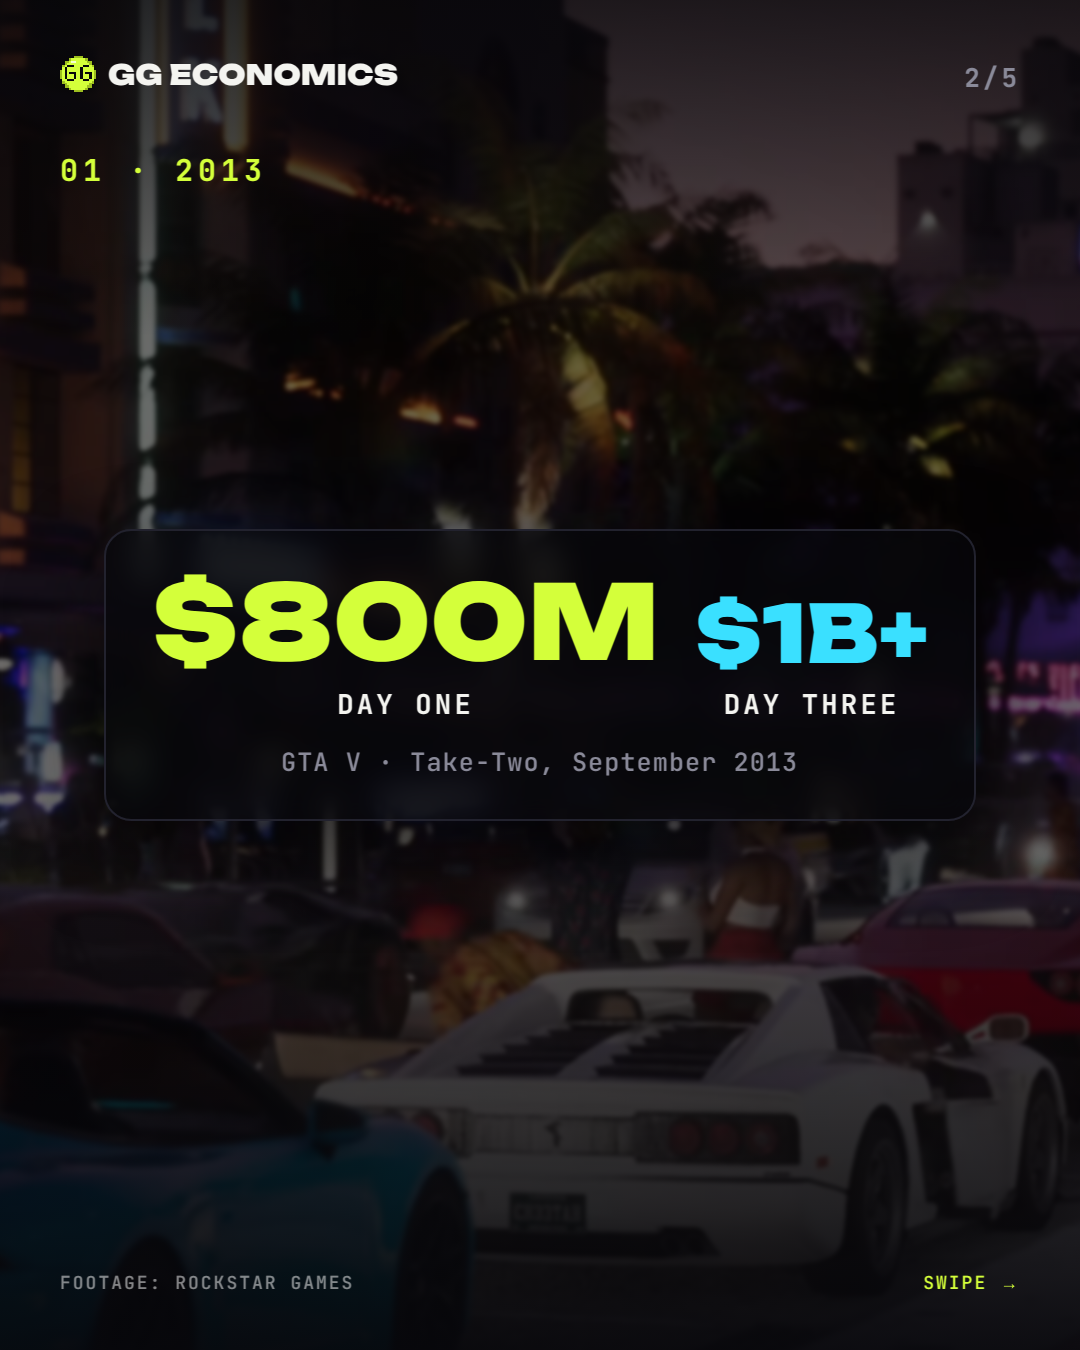 GG ECONOMICS
2/5
01 · 2013
$800M $1B+
DAY ONE DAY THREE
GTA V · Take-Two, September 2013
FOOTAGE: ROCKSTAR GAMES
SWIPE →